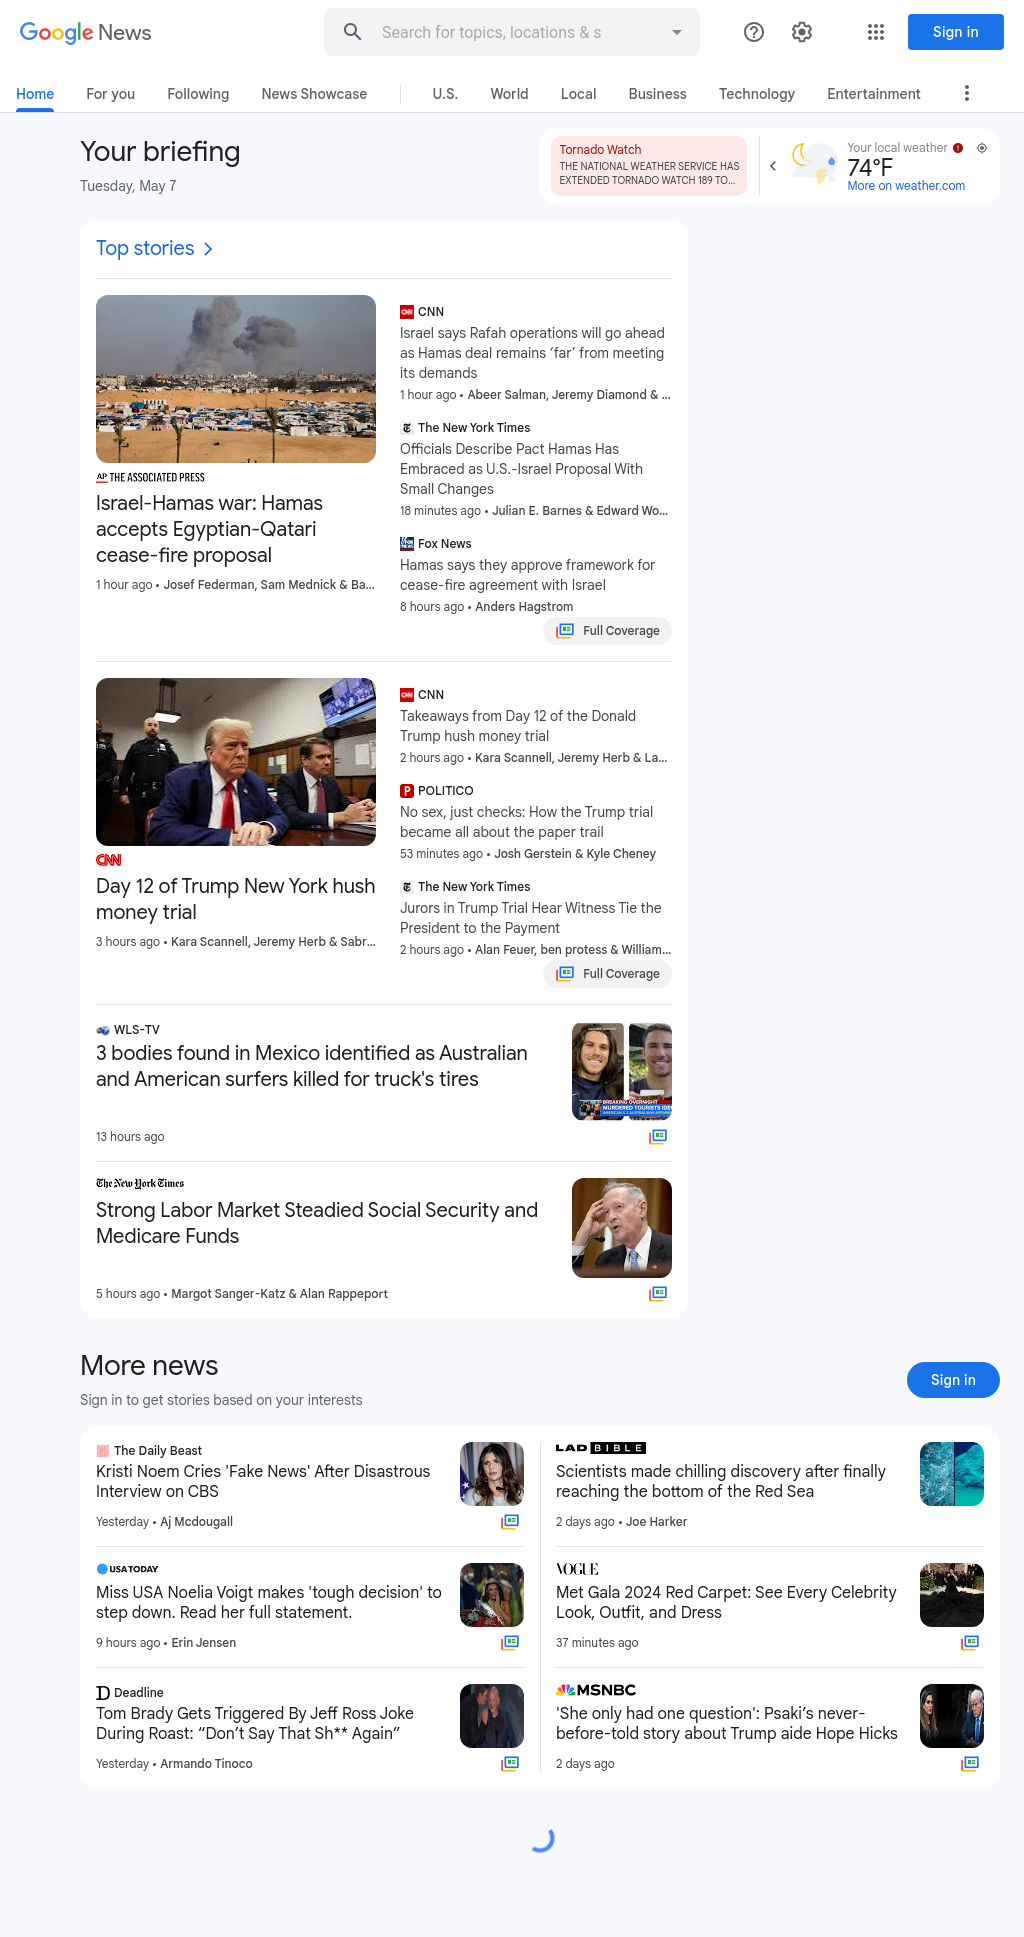 Google News
Search for topics, locations & s
Sign in
Home
For you
Following
News Showcase
U.S.
World
Local
Business
Technology
Entertainment
Your briefing
Tuesday, May 7
Tornado Watch
THE NATIONAL WEATHER SERVICE HAS
EXTENDED TORNADO WATCH 189 TO...
Your local weather
74°F
More on weather.com
Top stories
AP THE ASSOCIATED PRESS
Israel-Hamas war: Hamas
accepts Egyptian-Qatari
cease-fire proposal
1 hour ago • Josef Federman, Sam Mednick & Ba...
CNN
Israel says Rafah operations will go ahead
as Hamas deal remains ‘far’ from meeting
its demands
1 hour ago • Abeer Salman, Jeremy Diamond & ...
The New York Times
Officials Describe Pact Hamas Has
Embraced as U.S.-Israel Proposal With
Small Changes
18 minutes ago • Julian E. Barnes & Edward Wo...
Fox News
Hamas says they approve framework for
cease-fire agreement with Israel
8 hours ago • Anders Hagstrom
Full Coverage
CNN
Day 12 of Trump New York hush
money trial
3 hours ago • Kara Scannell, Jeremy Herb & Sabr...
CNN
Takeaways from Day 12 of the Donald
Trump hush money trial
2 hours ago • Kara Scannell, Jeremy Herb & La...
POLITICO
No sex, just checks: How the Trump trial
became all about the paper trail
53 minutes ago • Josh Gerstein & Kyle Cheney
The New York Times
Jurors in Trump Trial Hear Witness Tie the
President to the Payment
2 hours ago • Alan Feuer, ben protess & William...
Full Coverage
WLS-TV
3 bodies found in Mexico identified as Australian
and American surfers killed for truck's tires
13 hours ago
BREAKING OVERNIGHT
MURDERED TOURISTS IDE
The New York Times
Strong Labor Market Steadied Social Security and
Medicare Funds
5 hours ago • Margot Sanger-Katz & Alan Rappeport
More news
Sign in to get stories based on your interests
Sign in
The Daily Beast
Kristi Noem Cries 'Fake News' After Disastrous
Interview on CBS
Yesterday • Aj Mcdougall
USA TODAY
Miss USA Noelia Voigt makes 'tough decision' to
step down. Read her full statement.
9 hours ago • Erin Jensen
D Deadline
Tom Brady Gets Triggered By Jeff Ross Joke
During Roast: “Don’t Say That Sh** Again”
Yesterday • Armando Tinoco
LAD BIBLE
Scientists made chilling discovery after finally
reaching the bottom of the Red Sea
2 days ago • Joe Harker
VOGUE
Met Gala 2024 Red Carpet: See Every Celebrity
Look, Outfit, and Dress
37 minutes ago
MSNBC
'She only had one question': Psaki’s never-
before-told story about Trump aide Hope Hicks
2 days ago